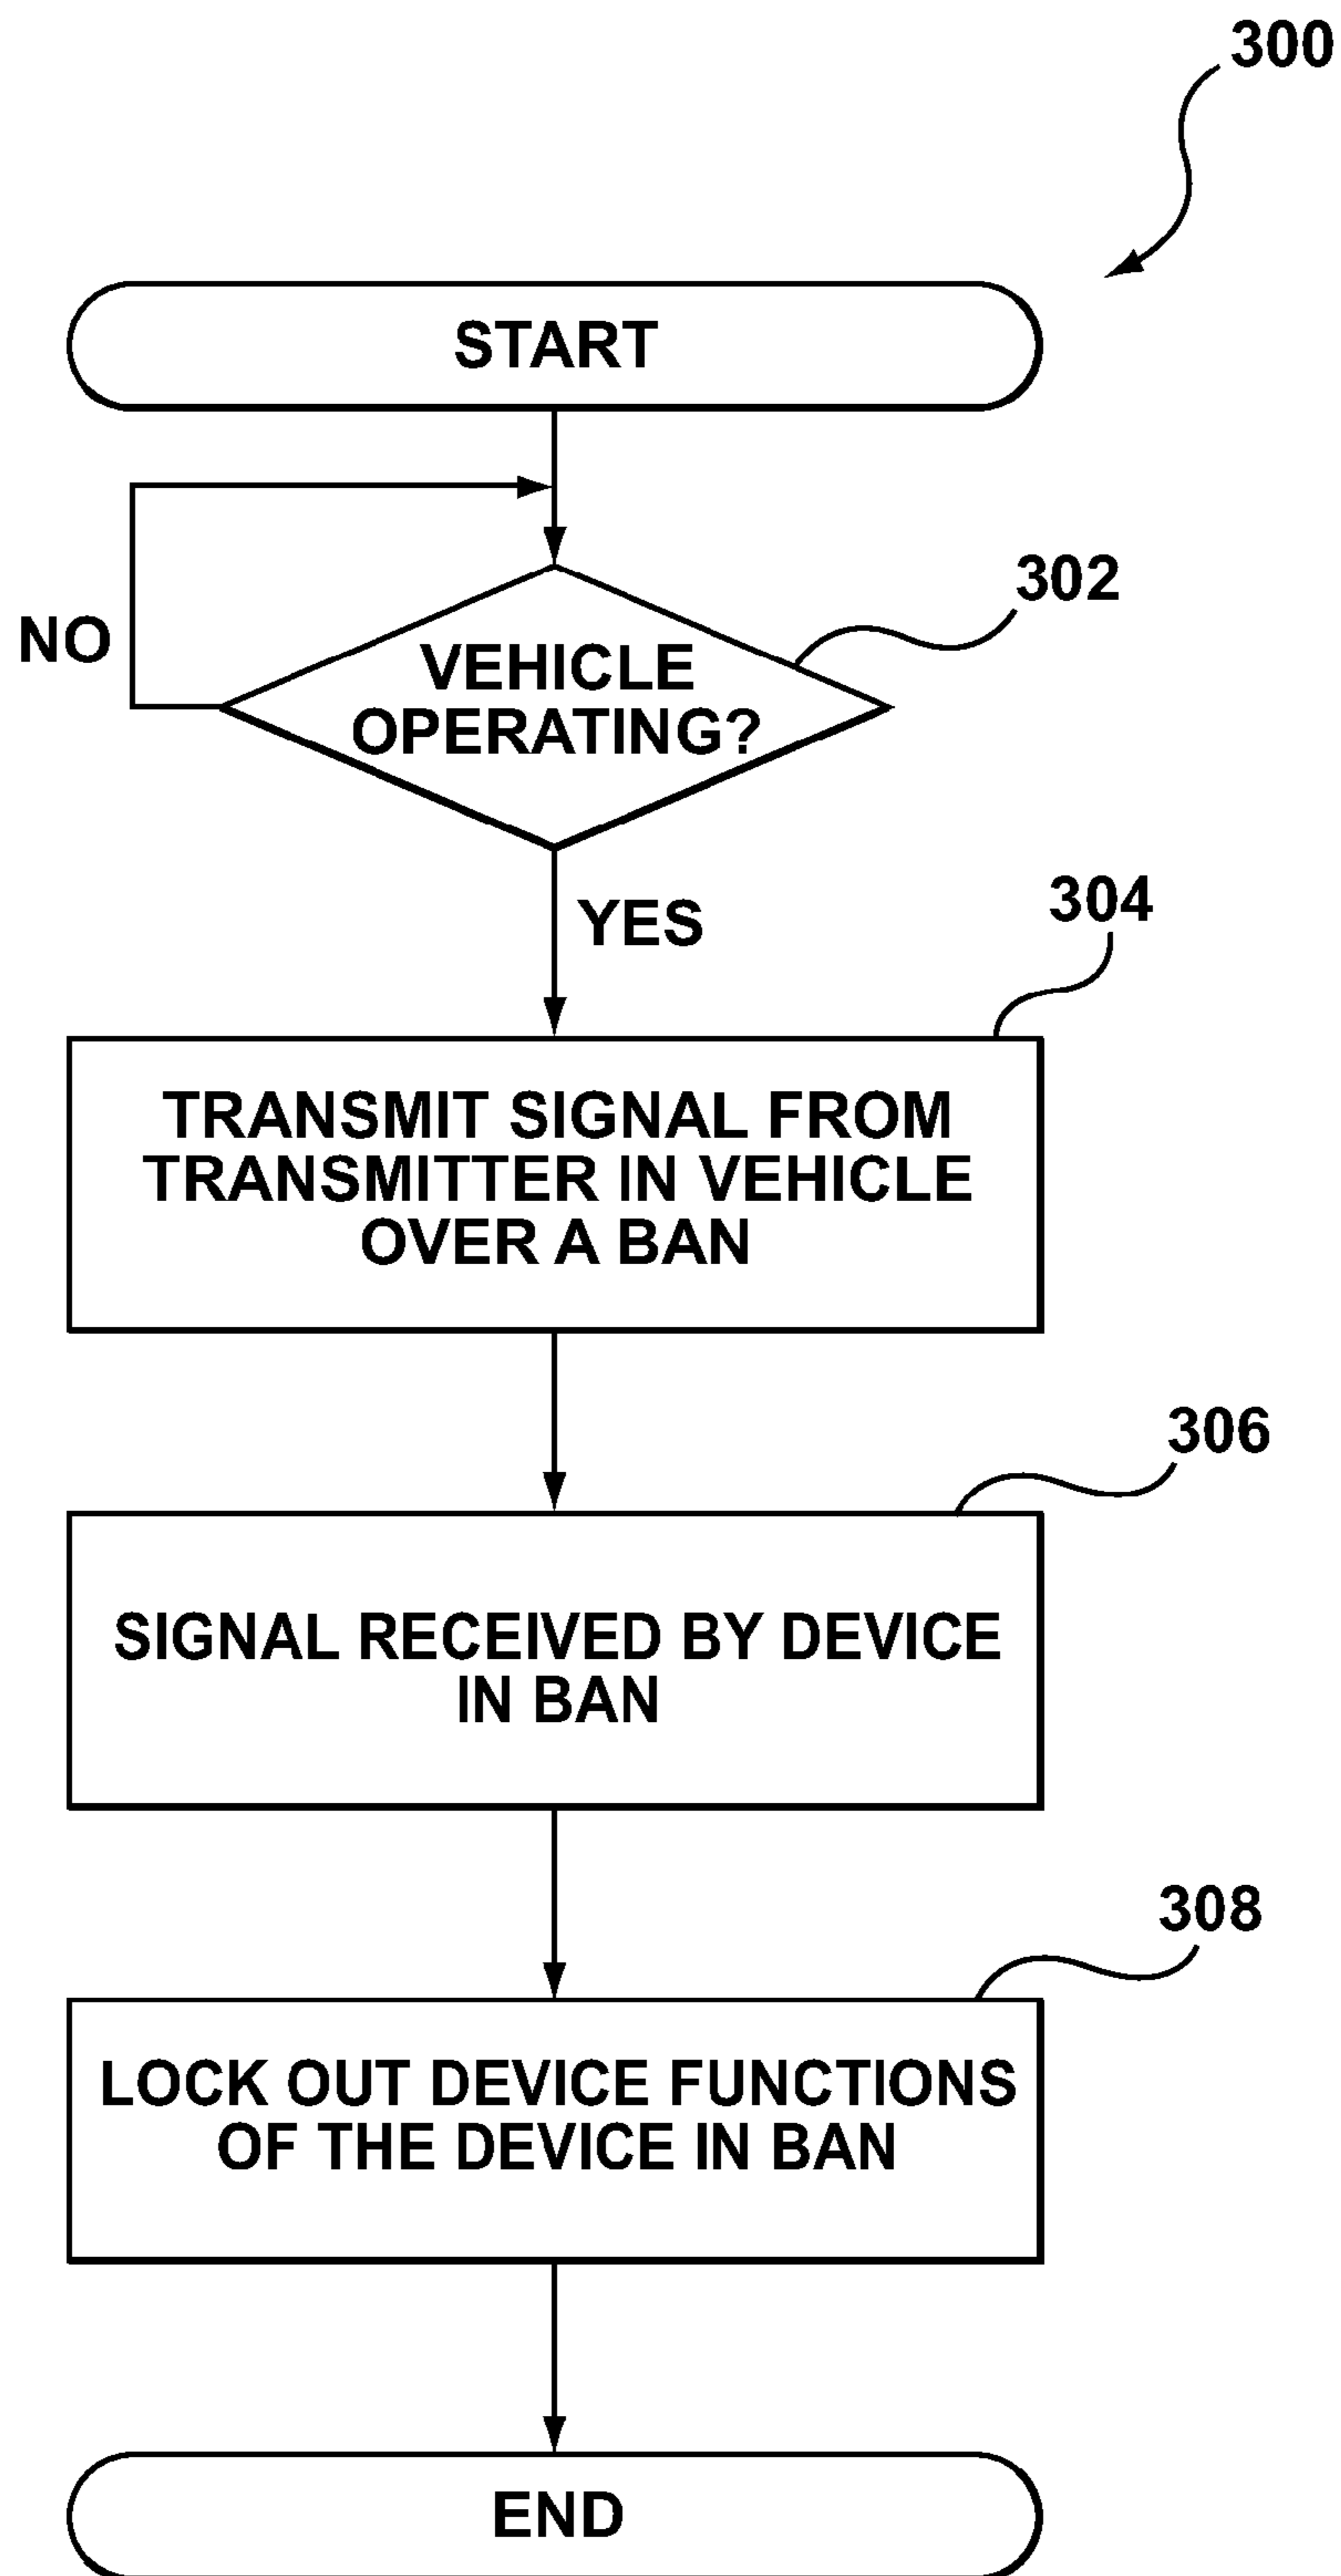 300
START
302
NO
VEHICLE
OPERATING?
304
YES
TRANSMIT SIGNAL FROM
TRANSMITTER IN VEHICLE
OVER A BAN
306
SIGNAL RECEIVED BY DEVICE
IN BAN
308
LOCK OUT DEVICE FUNCTIONS
OF THE DEVICE IN BAN
END